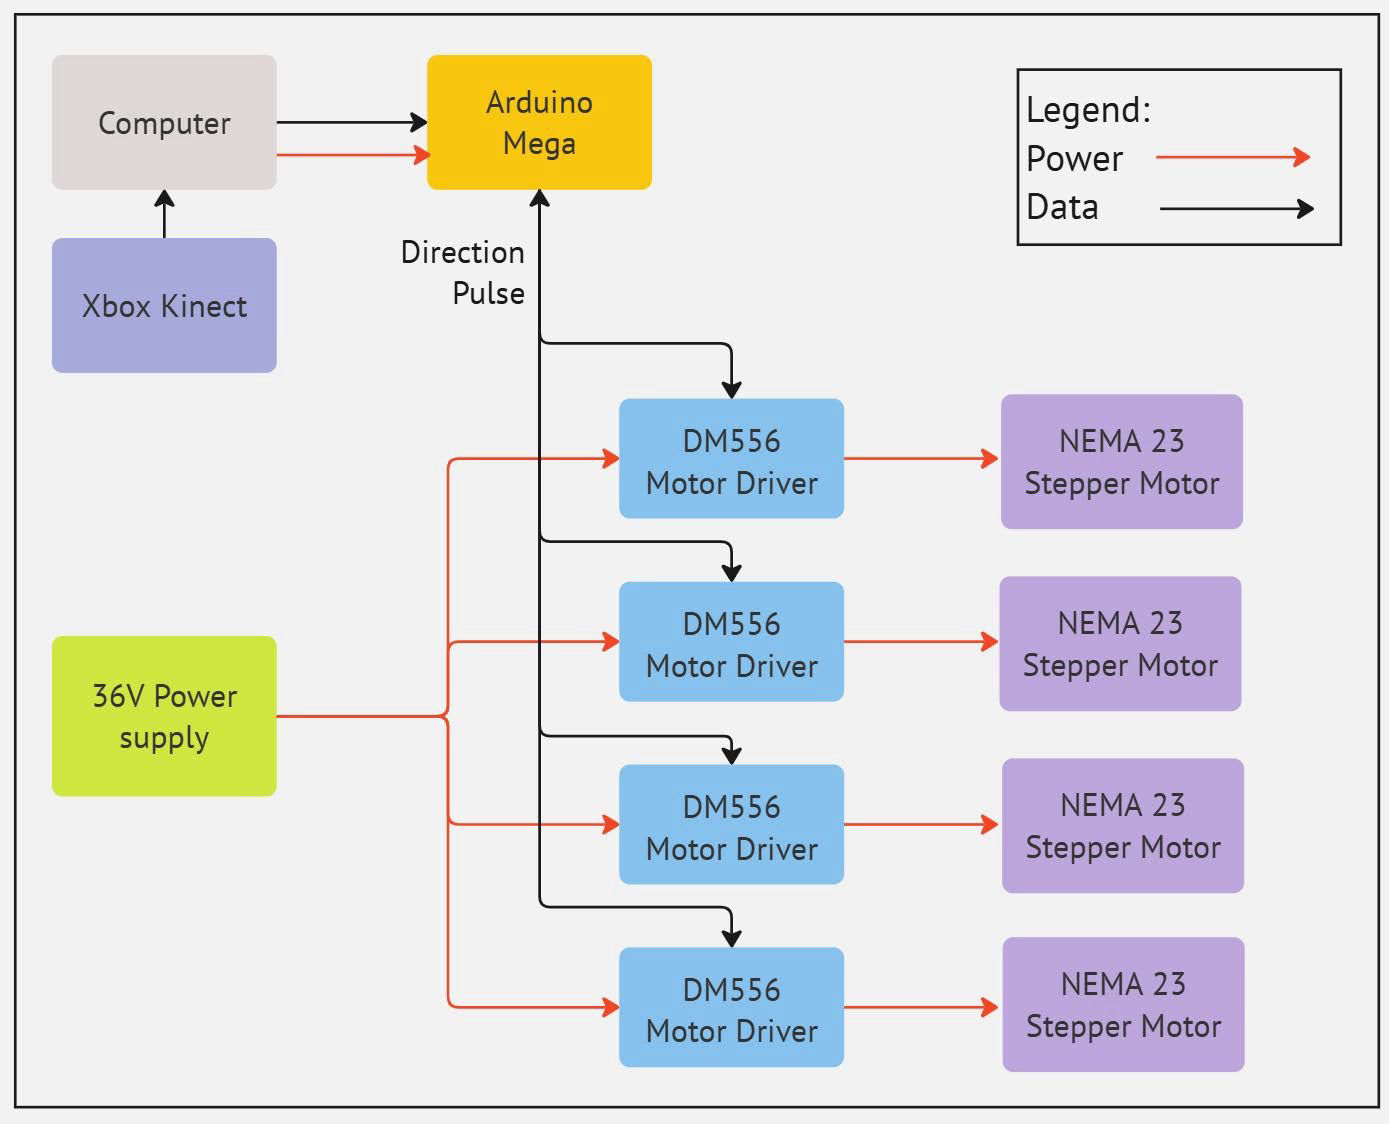 Computer
Arduino
Mega
Legend:
Power
Data
Xbox Kinect
Direction
Pulse
DM556
Motor Driver
NEMA 23
Stepper Motor
DM556
Motor Driver
NEMA 23
Stepper Motor
36V Power
supply
DM556
Motor Driver
NEMA 23
Stepper Motor
DM556
Motor Driver
NEMA 23
Stepper Motor